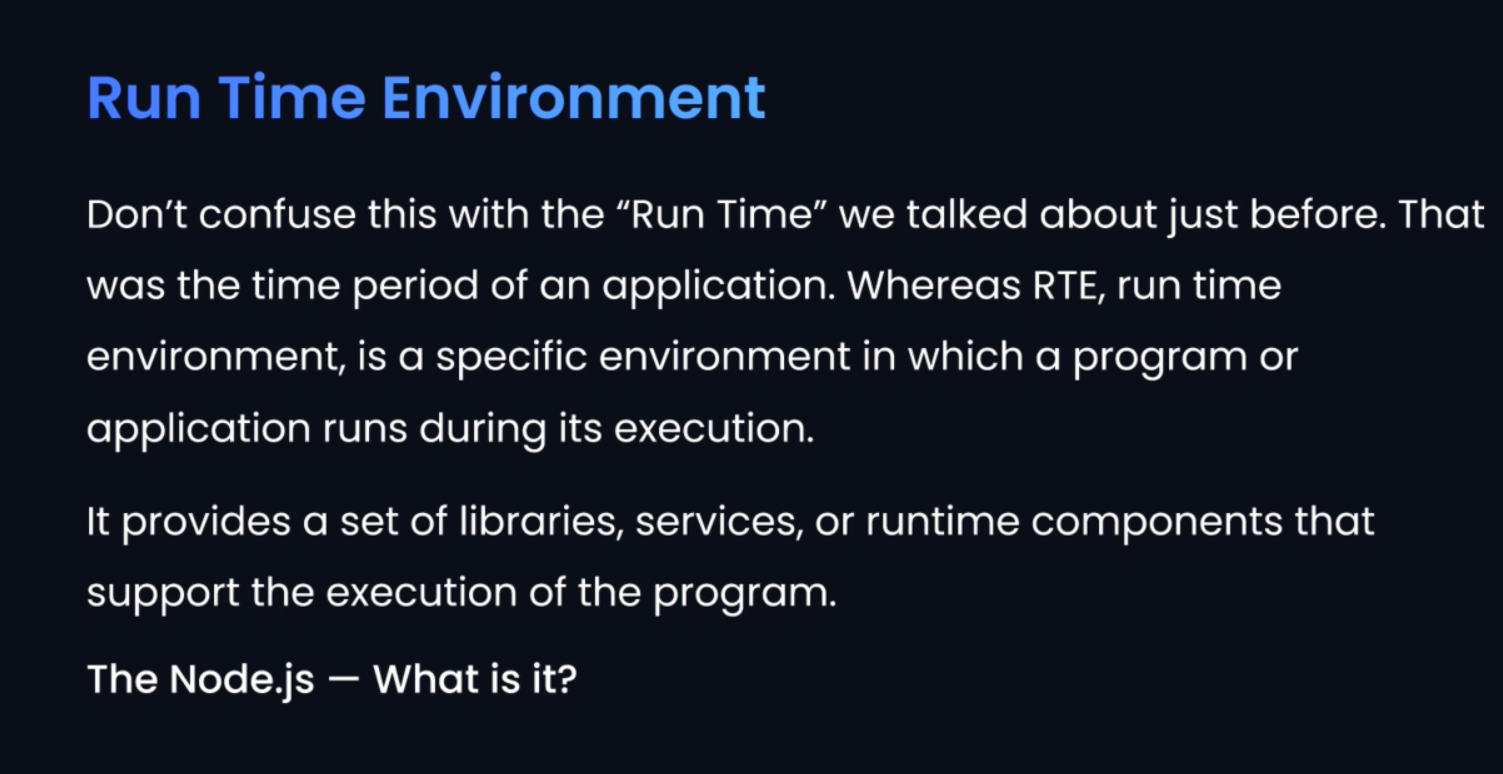 Run Time Environment
Don’t confuse this with the “Run Time” we talked about just before. That
was the time period of an application. Whereas RTE, run time
environment, is a specific environment in which a program or
application runs during its execution.
It provides a set of libraries, services, or runtime components that
support the execution of the program.
The Node.js — What is it?